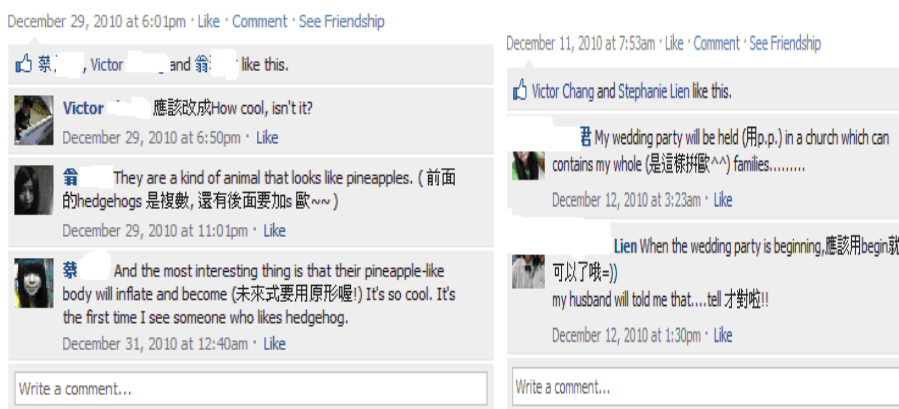 December 29, 2010 at 6:01pm · Like · Comment · See Friendship
蔡, Victor and 翁 like this.
Victor 應該改成How cool, isn't it?
December 29, 2010 at 6:50pm · Like
翁 They are a kind of animal that looks like pineapples. ( 前面
的hedgehogs 是複數, 還有後面要加s 歐~~ )
December 29, 2010 at 11:01pm · Like
蔡 And the most interesting thing is that their pineapple-like
body will inflate and become (未來式要用原形喔!) It's so cool. It's
the first time I see someone who likes hedgehog.
December 31, 2010 at 12:40am · Like
Write a comment...
December 11, 2010 at 7:53am · Like · Comment · See Friendship
Victor Chang and Stephanie Lien like this.
君 My wedding party will be held (用p.p.) in a church which can
contains my whole (是這樣拼歐^^) families.........
December 12, 2010 at 3:23am · Like
Lien When the wedding party is beginning,應該用begin就
可以了哦=))
my husband will told me that....tell 才對啦!!
December 12, 2010 at 1:30pm · Like
Write a comment...